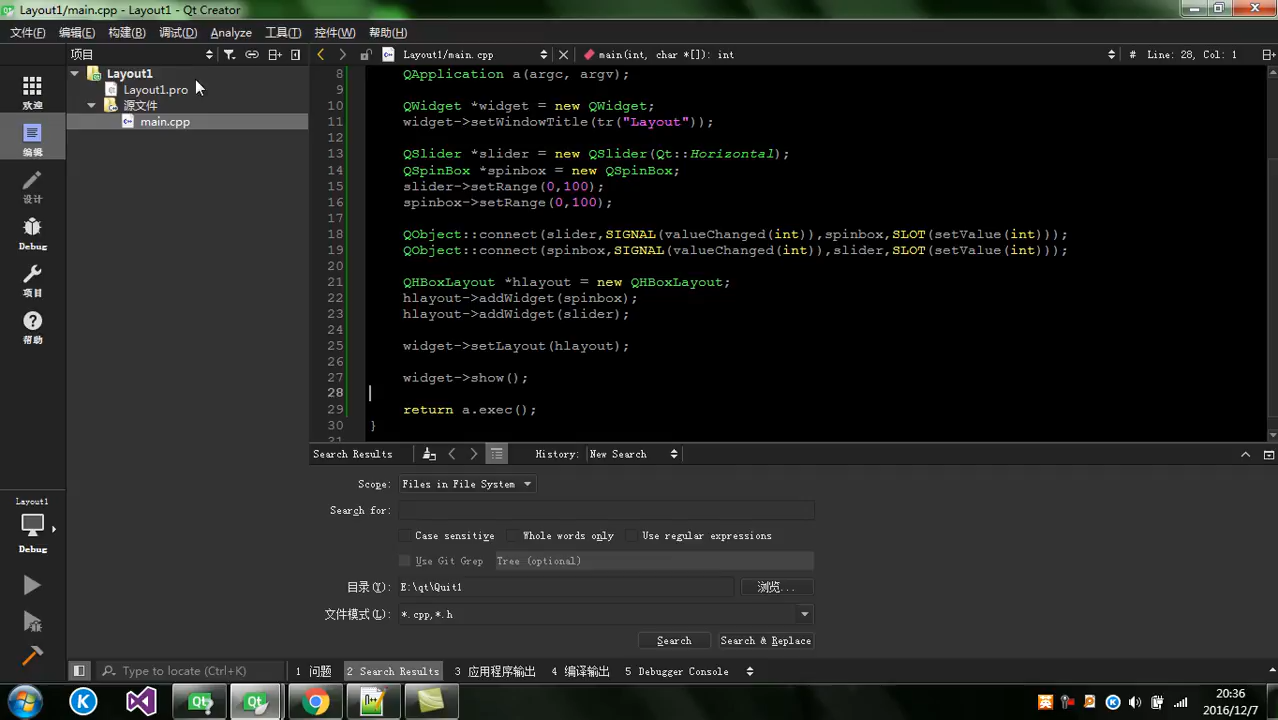 Layout1/main.cpp - Layout1 - Qt Creator
文件(F) 编辑(E) 构建(B) 调试(D) Analyze 工具(T) 控件(W) 帮助(H)
项目
Layout1/main.cpp
main(int, char *[]): int
# Line: 28, Col: 1
Layout1
Layout1.pro
源文件
main.cpp
欢迎
编辑
设计
Debug
项目
帮助
Layout1
Debug
8 QApplication a(argc, argv);
9
10 QWidget *widget = new QWidget;
11 widget->setWindowTitle(tr("Layout"));
12
13 QSlider *slider = new QSlider(Qt::Horizontal);
14 QSpinBox *spinbox = new QSpinBox;
15 slider->setRange(0,100);
16 spinbox->setRange(0,100);
17
18 QObject::connect(slider,SIGNAL(valueChanged(int)),spinbox,SLOT(setValue(int)));
19 QObject::connect(spinbox,SIGNAL(valueChanged(int)),slider,SLOT(setValue(int)));
20
21 QHBoxLayout *hlayout = new QHBoxLayout;
22 hlayout->addWidget(spinbox);
23 hlayout->addWidget(slider);
24
25 widget->setLayout(hlayout);
26
27 widget->show();
28
29 return a.exec();
30 }
31
Search Results
History: New Search
Scope: Files in File System
Search for:
Case sensitive Whole words only Use regular expressions
Use Git Grep Tree (optional)
目录(Y): E:\qt\Quit1 浏览...
文件模式(L): *.cpp,*.h
Search Search & Replace
Type to locate (Ctrl+K) 1 问题 2 Search Results 3 应用程序输出 4 编译输出 5 Debugger Console
20:36
2016/12/7